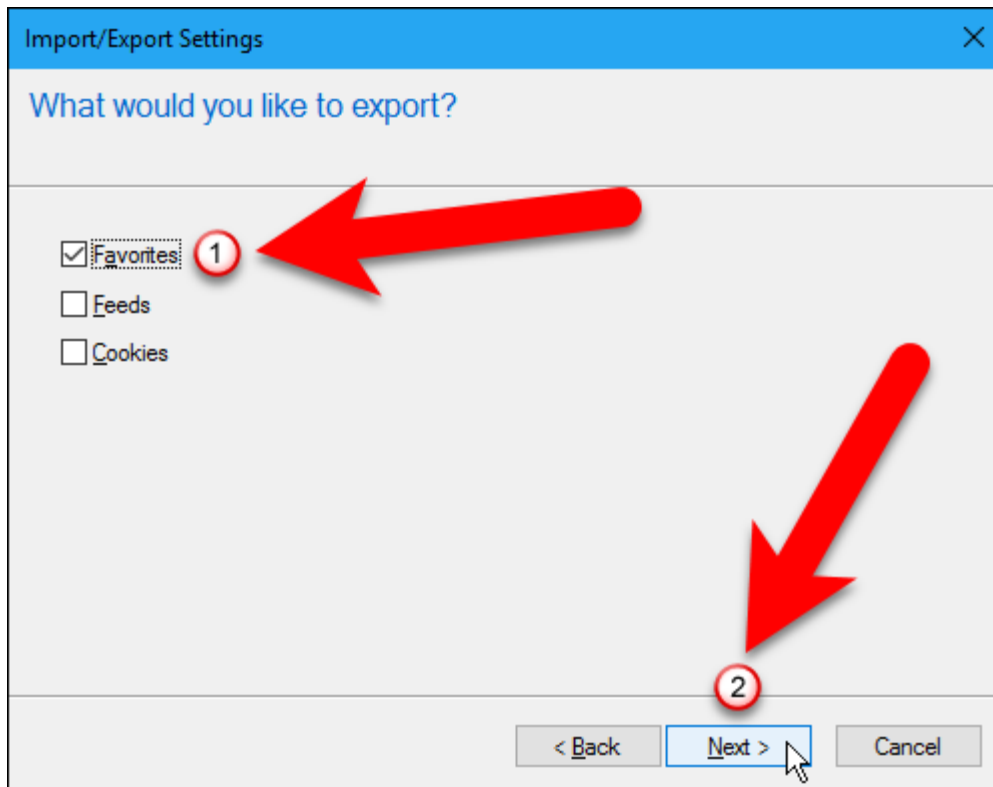 Import/Export Settings
What would you like to export?
Favorites 1
Feeds
Cookies
2
< Back Next > Cancel